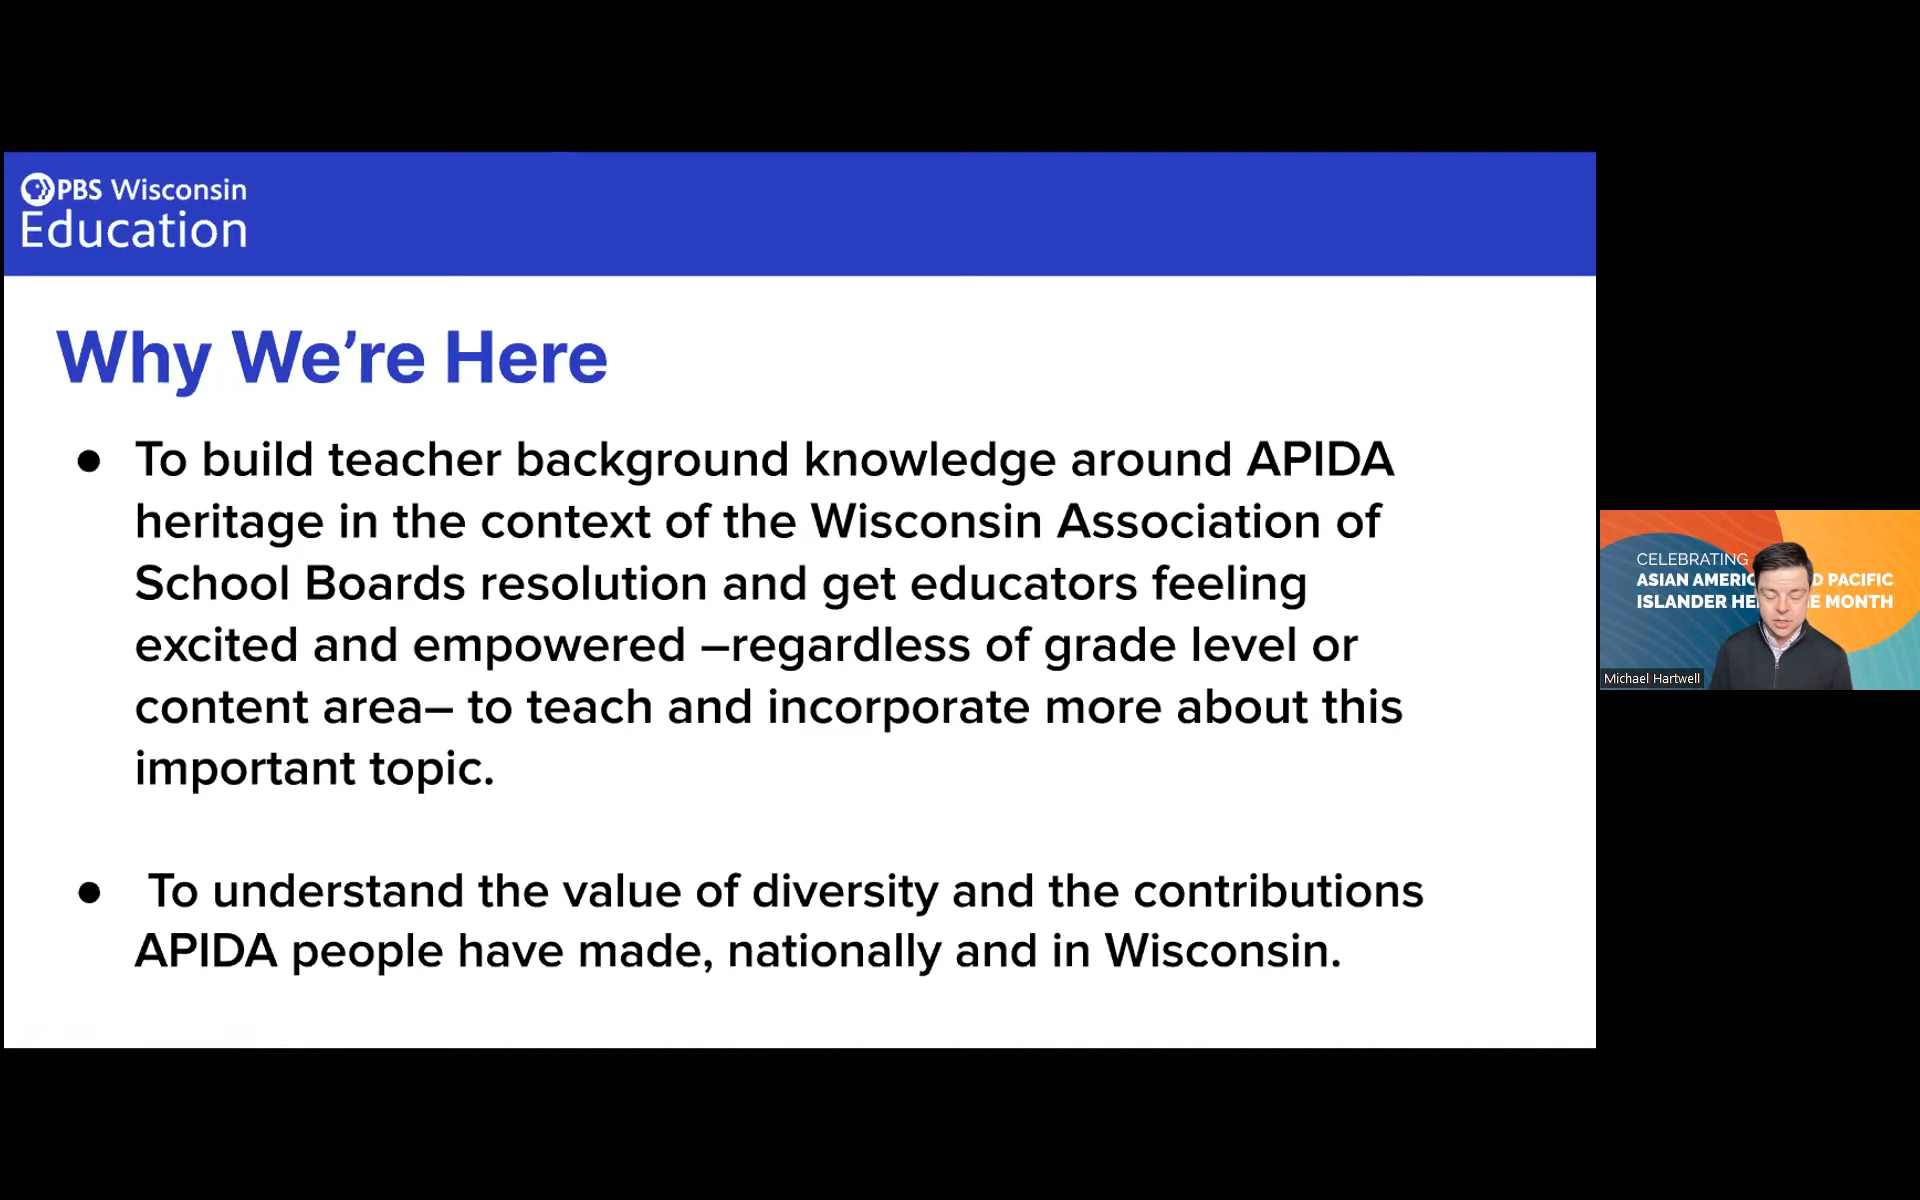 PBS Wisconsin
Education
Why We’re Here
● To build teacher background knowledge around APIDA
heritage in the context of the Wisconsin Association of
School Boards resolution and get educators feeling
excited and empowered –regardless of grade level or
content area– to teach and incorporate more about this
important topic.
● To understand the value of diversity and the contributions
APIDA people have made, nationally and in Wisconsin.
CELEBRATING
ASIAN AMERIC D PACIFIC
ISLANDER HE E MONTH
Michael Hartwell